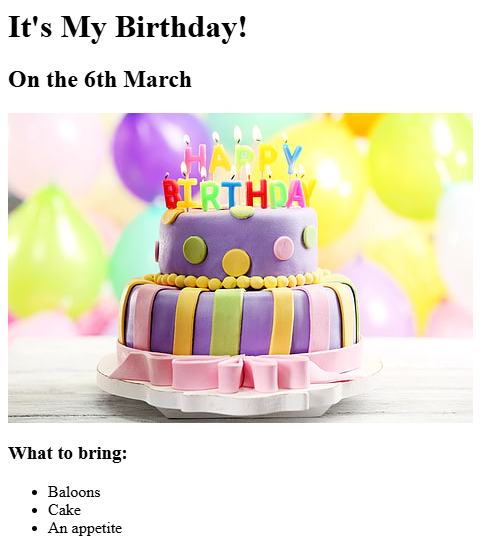 It's My Birthday!
On the 6th March
HAPPY
BIRTHDAY
What to bring:
Baloons
Cake
An appetite